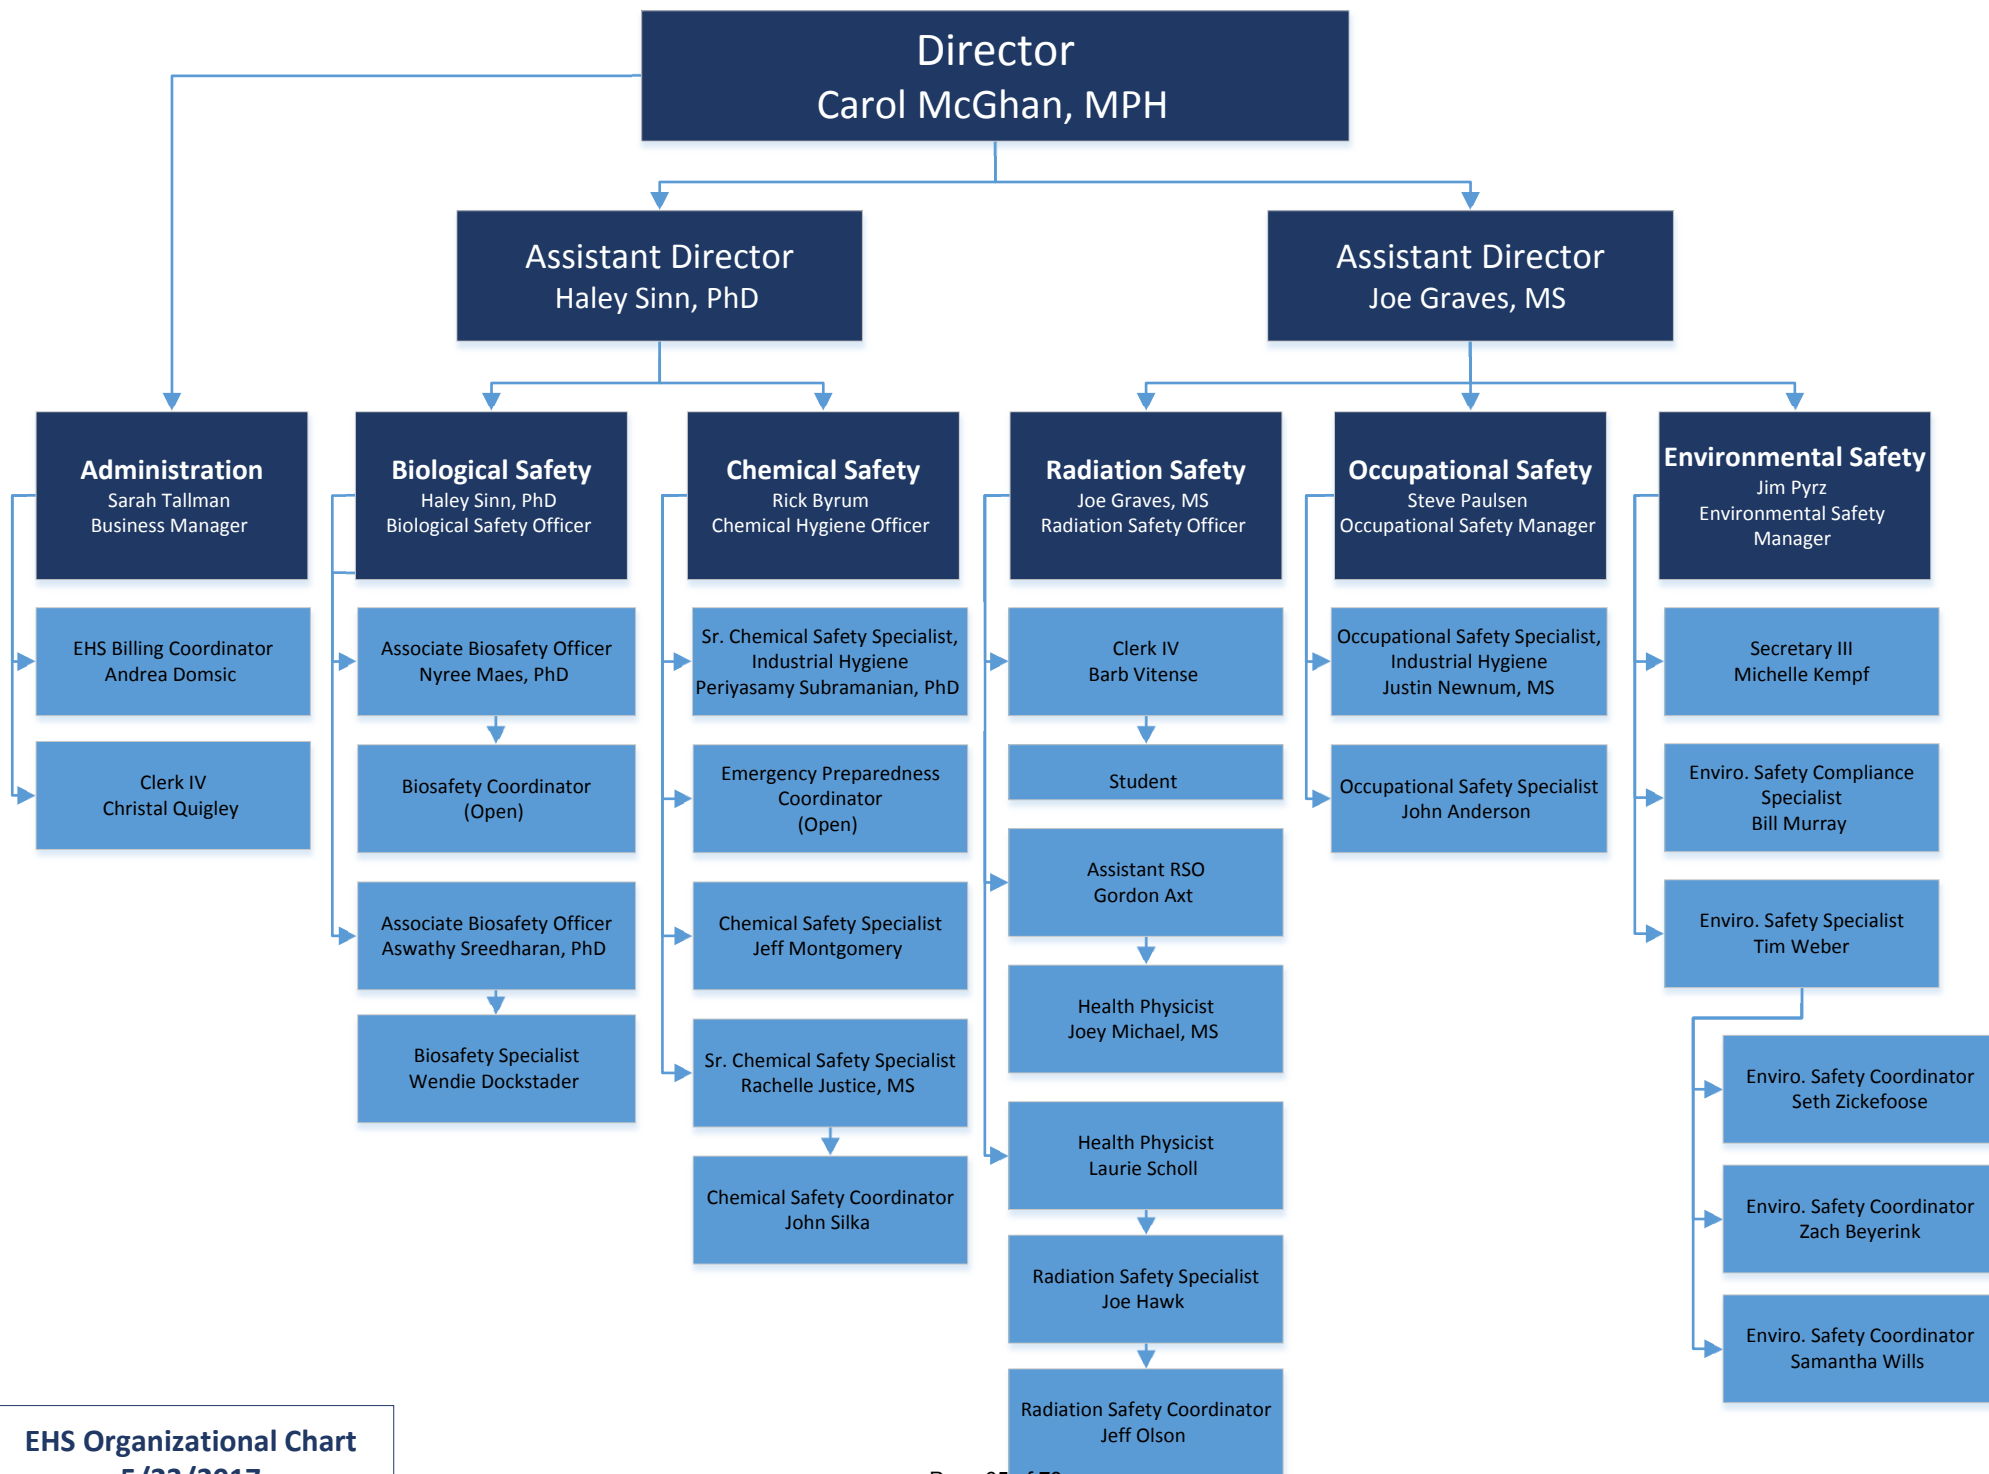 Director
Carol McGhan, MPH
Assistant Director
Haley Sinn, PhD
Assistant Director
Joe Graves, MS
Administration
Sarah Tallman
Business Manager
Biological Safety
Haley Sinn, PhD
Biological Safety Officer
Chemical Safety
Rick Byrum
Chemical Hygiene Officer
Radiation Safety
Joe Graves, MS
Radiation Safety Officer
Occupational Safety
Steve Paulsen
Occupational Safety Manager
Environmental Safety
Jim Pyrz
Environmental Safety
Manager
EHS Billing Coordinator
Andrea Domsic
Clerk IV
Christal Quigley
Associate Biosafety Officer
Nyree Maes, PhD
Biosafety Coordinator
(Open)
Associate Biosafety Officer
Aswathy Sreedharan, PhD
Biosafety Specialist
Wendie Dockstader
Sr. Chemical Safety Specialist,
Industrial Hygiene
Periyasamy Subramanian, PhD
Emergency Preparedness
Coordinator
(Open)
Chemical Safety Specialist
Jeff Montgomery
Sr. Chemical Safety Specialist
Rachelle Justice, MS
Chemical Safety Coordinator
John Silka
Clerk IV
Barb Vitense
Student
Assistant RSO
Gordon Axt
Health Physicist
Joey Michael, MS
Health Physicist
Laurie Scholl
Radiation Safety Specialist
Joe Hawk
Radiation Safety Coordinator
Jeff Olson
Occupational Safety Specialist,
Industrial Hygiene
Justin Newnum, MS
Occupational Safety Specialist
John Anderson
Secretary III
Michelle Kempf
Enviro. Safety Compliance
Specialist
Bill Murray
Enviro. Safety Specialist
Tim Weber
Enviro. Safety Coordinator
Seth Zickefoose
Enviro. Safety Coordinator
Zach Beyerink
Enviro. Safety Coordinator
Samantha Wills
EHS Organizational Chart